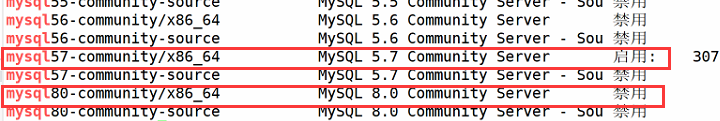 mysql55-community-source MySQL 5.5 Community Server - Sou 禁用
mysql56-community/x86_64 MySQL 5.6 Community Server 禁用
mysql56-community-source MySQL 5.6 Community Server - Sou 禁用
mysql57-community/x86_64 MySQL 5.7 Community Server 启用: 307
mysql57-community-source MySQL 5.7 Community Server - Sou 禁用
mysql80-community/x86_64 MySQL 8.0 Community Server 禁用
mysql80-community-source MySQL 8.0 Community Server - Sou 禁用